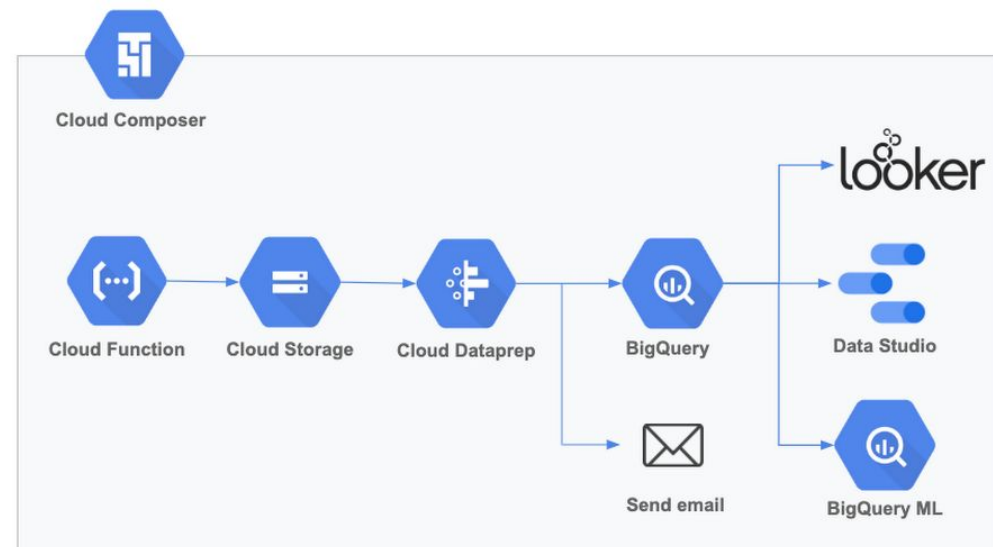 Cloud Composer
looker
Cloud Function
Cloud Storage
Cloud Dataprep
BigQuery
Data Studio
Send email
BigQuery ML